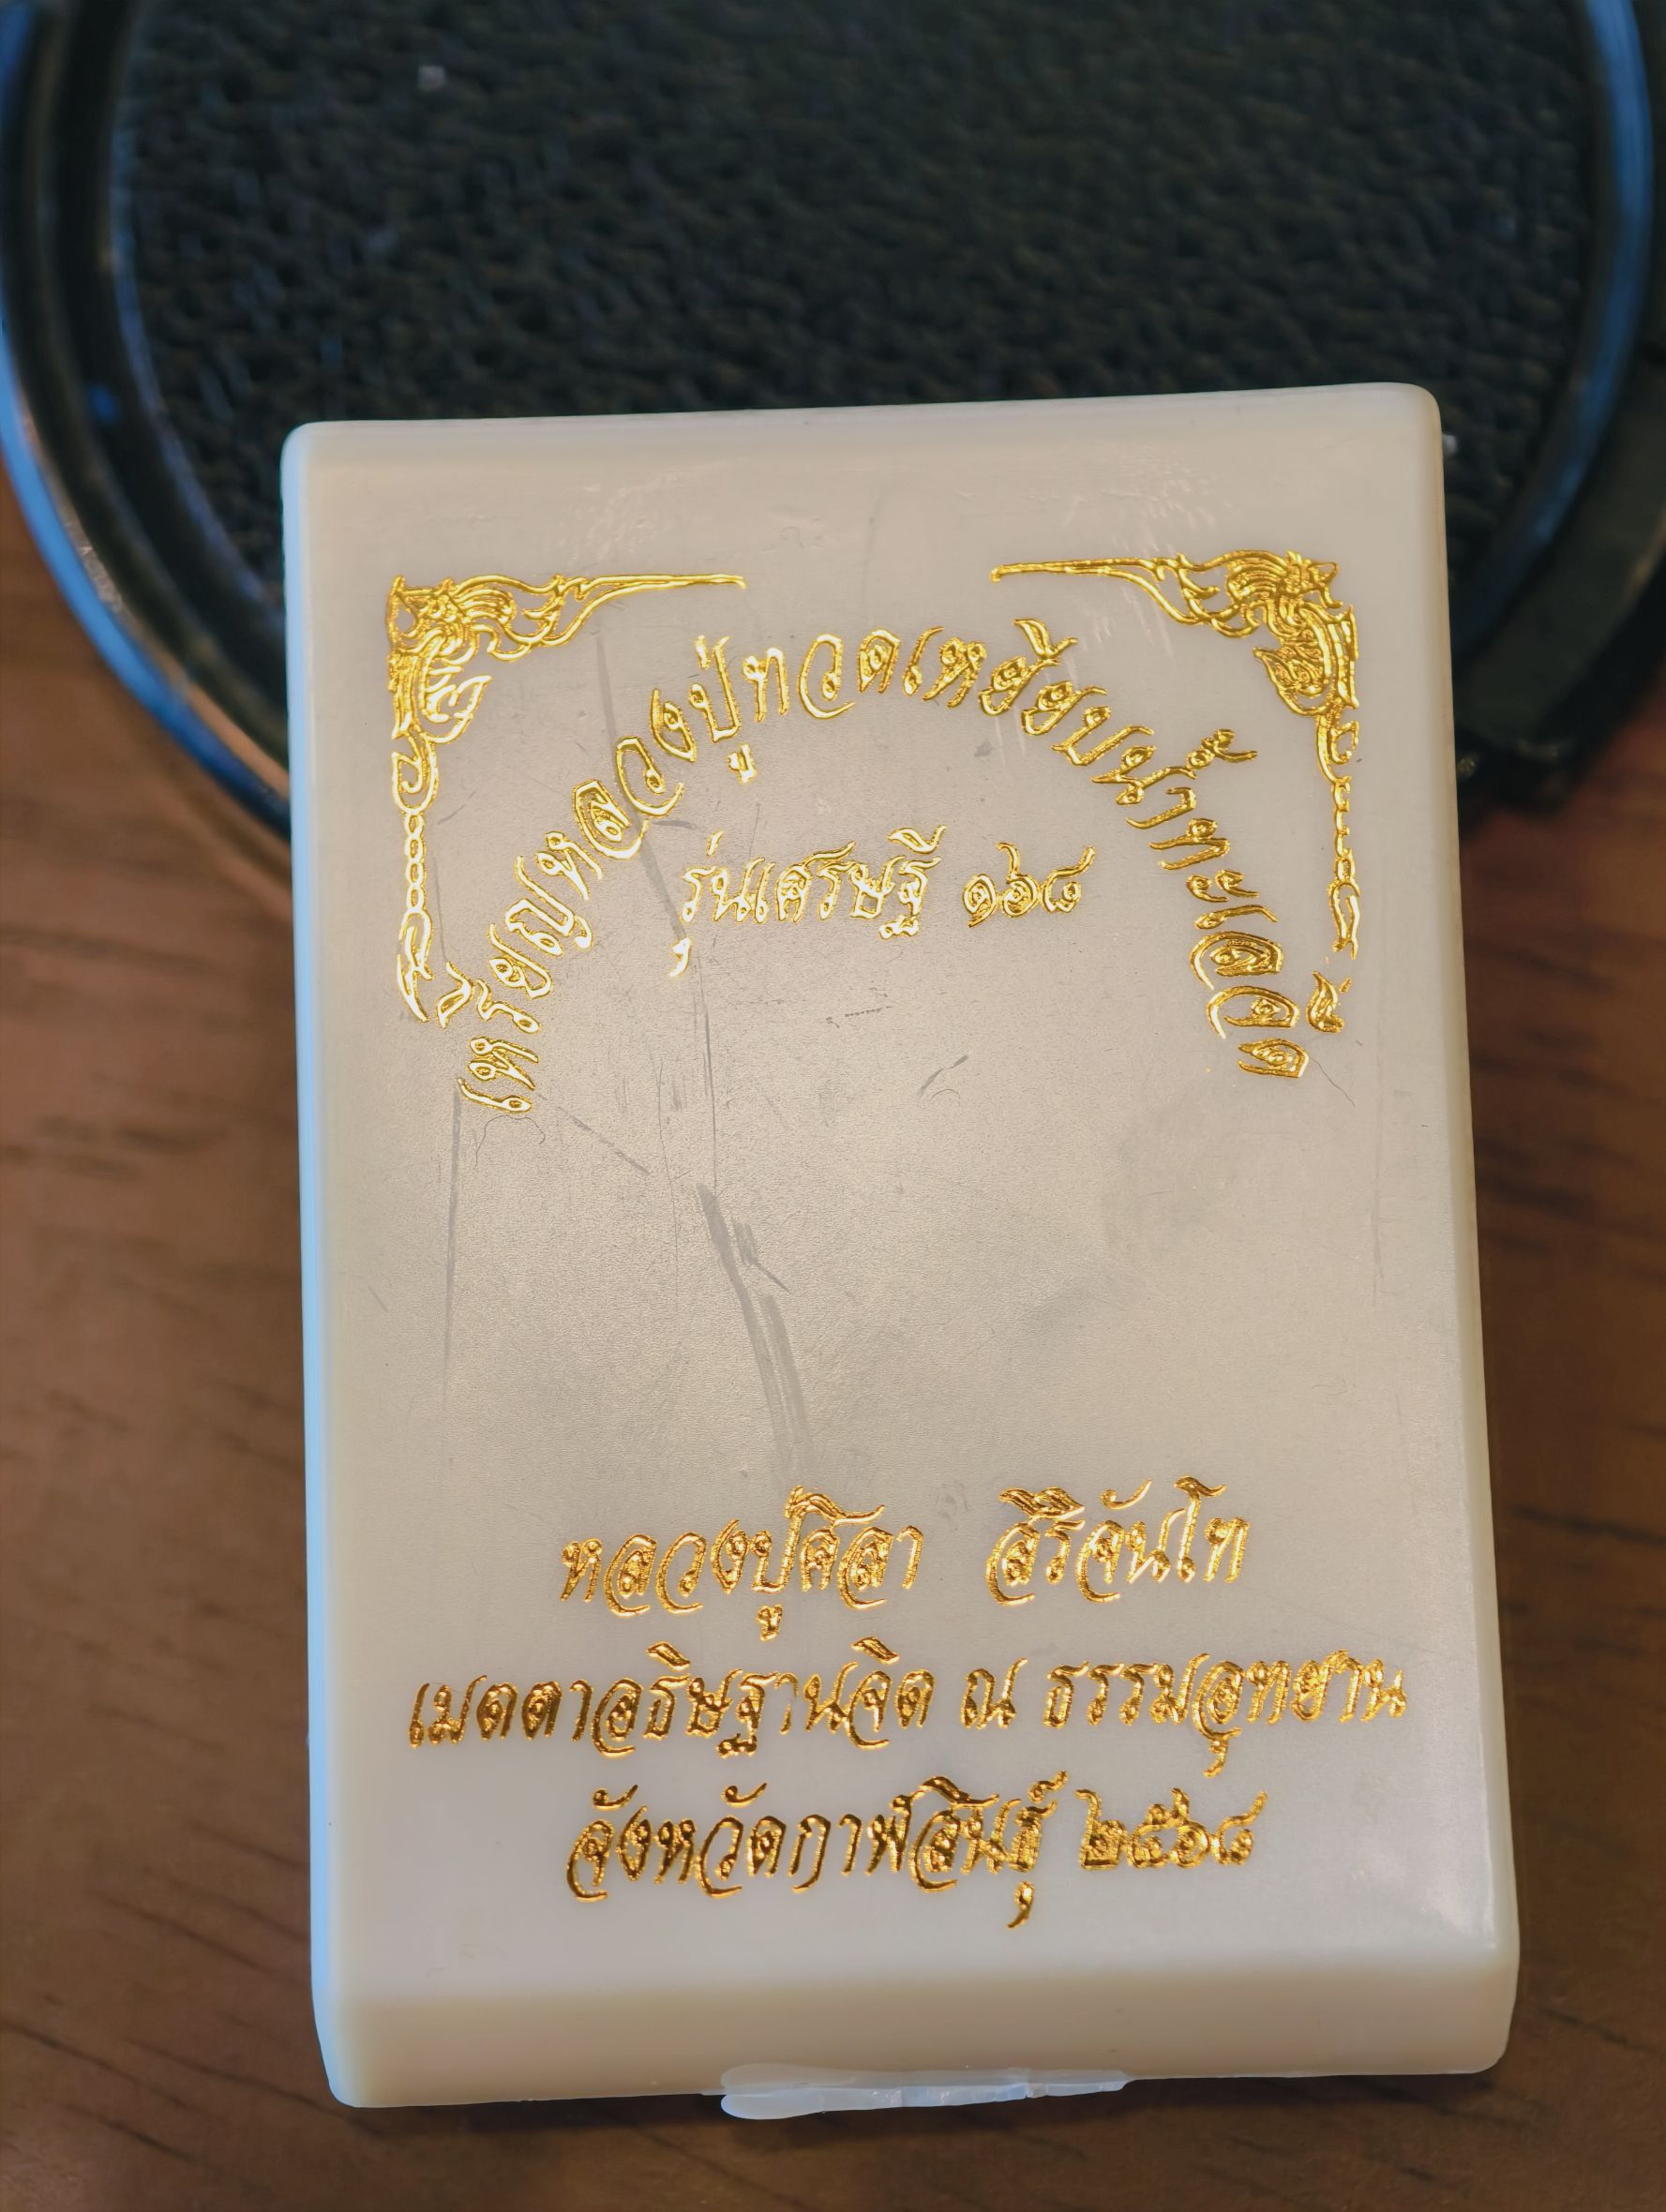 เหรียญหลวงปู่ทวดเหยียบน้ำทะเลจืด
รุ่นเศรษฐี ๑๖๘
หลวงปู่ศิลา สิริจันโท
เมตตาอธิษฐานจิต ณ ธรรมอุทยาน
จังหวัดกาฬสินธุ์ ๒๕๖๘